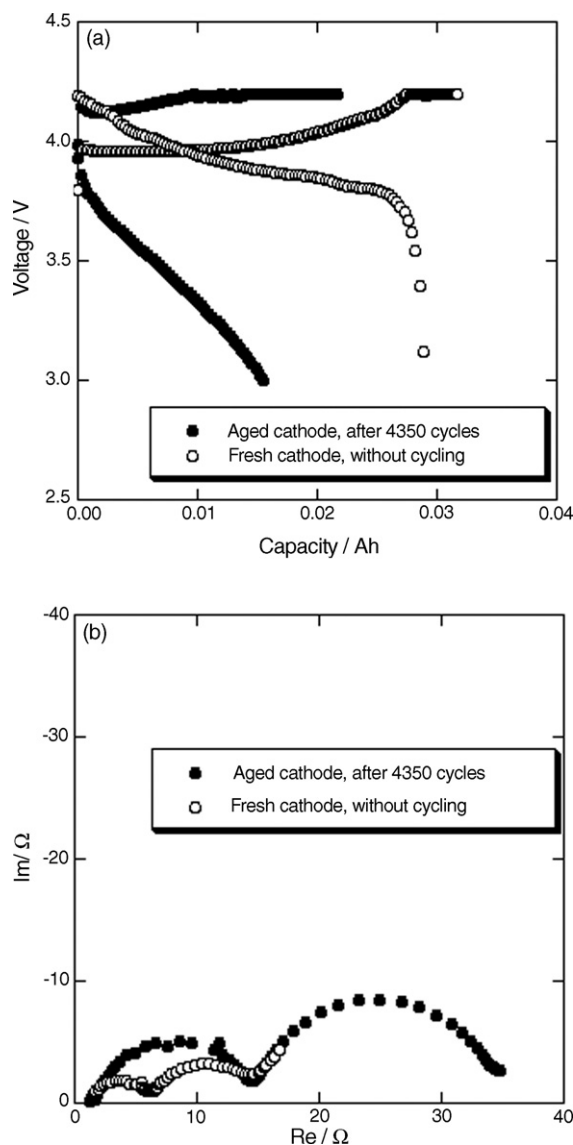 (a)
4.5
4.0
3.5
3.0
2.5
Voltage / V
Aged cathode, after 4350 cycles
Fresh cathode, without cycling
0.00 0.01 0.02 0.03 0.04
Capacity / Ah
(b)
-40
-30
-20
-10
0
Im/ Ω
Aged cathode, after 4350 cycles
Fresh cathode, without cycling
0 10 20 30 40
Re / Ω